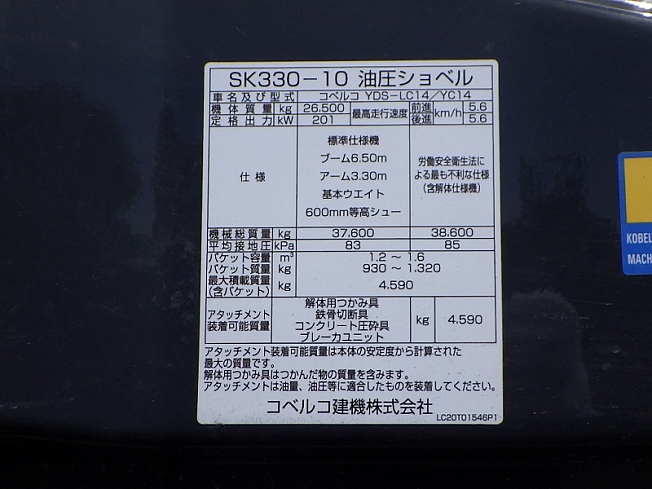 SK330-10 油圧ショベル
車名及び型式 コベルコ YDS-LC14/YC14
機体質量 kg 26.500 最高走行速度 前進 km/h 5.6
定格出力 kW 201 後進 5.6
仕様
標準仕様機
ブーム6.50m
アーム3.30m
基本ウエイト
600mm等高シュー
労働安全衛生法に
よる最も不利な仕様
(含解体仕様機)
機械総質量 kg 37.600 38.600
平均接地圧 kPa 83 85
バケット容量 m³ 1.2 ~ 1.6
バケット質量 kg 930 ~ 1.320
最大積載質量
(含バケット) kg 4.590
アタッチメント
装着可能質量
解体用つかみ具
鉄骨切断具
コンクリート圧砕具
ブレーカユニット
kg 4.590
アタッチメント装着可能質量は本体の安定度から計算された
最大の質量です。
解体用つかみ具はつかんだ物の質量を含みます。
アタッチメントは油量、油圧等に適合したものを装着してください。
コベルコ建機株式会社
LC20T01546P1
KOBEL
MACH